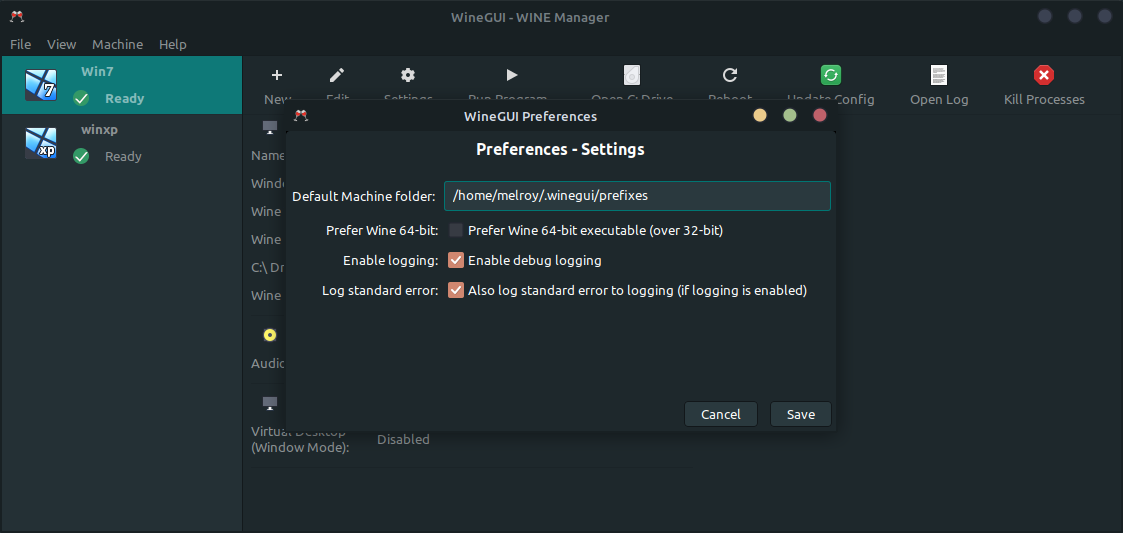 WineGUI - WINE Manager
File View Machine Help
Win7
Ready
winxp
Ready
New Edit Settings Run Program Open C: Drive Reboot Update Config Open Log Kill Processes
WineGUI Preferences
Preferences - Settings
Default Machine folder: /home/melroy/.winegui/prefixes
Prefer Wine 64-bit: Prefer Wine 64-bit executable (over 32-bit)
Enable logging: Enable debug logging
Log standard error: Also log standard error to logging (if logging is enabled)
Cancel Save
Name
Wine
Wine
C:\ Dr
Wine
Audio
Virtual Desktop
(Window Mode): Disabled
7
xp